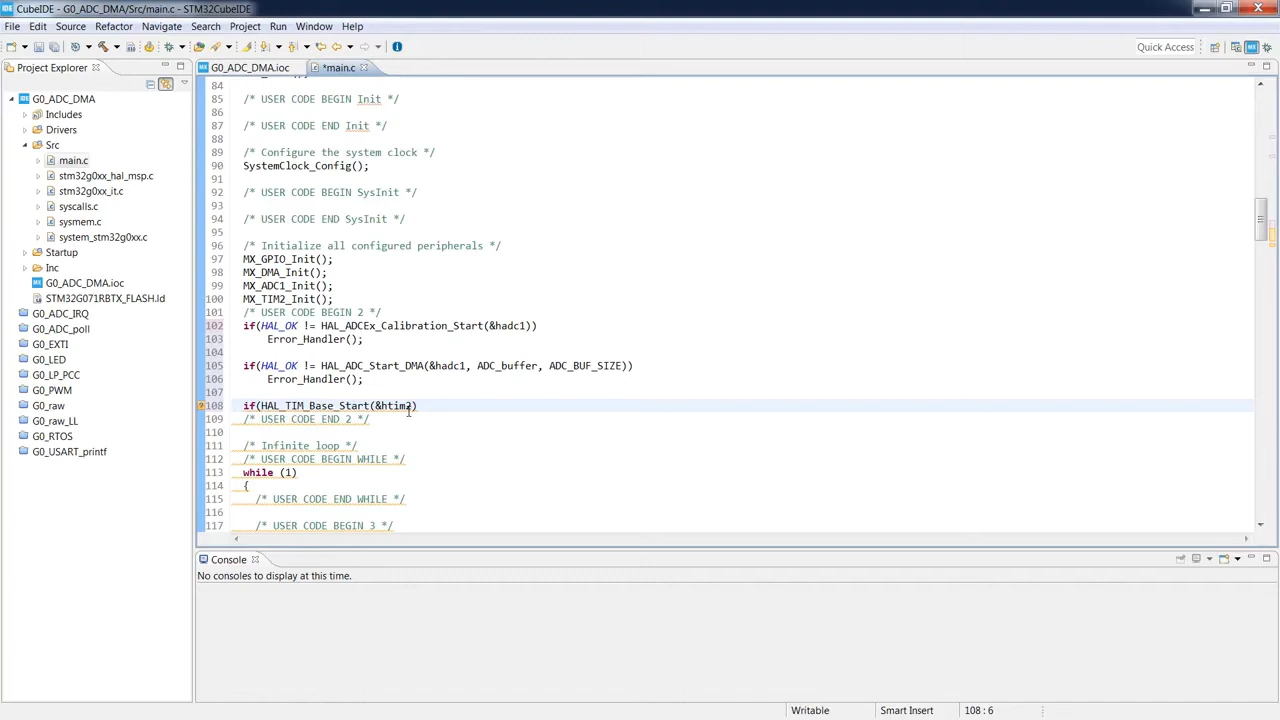 IDE CubeIDE - G0_ADC_DMA/Src/main.c - STM32CubeIDE
File Edit Source Refactor Navigate Search Project Run Window Help
Quick Access
Project Explorer
G0_ADC_DMA
Includes
Drivers
Src
main.c
stm32g0xx_hal_msp.c
stm32g0xx_it.c
syscalls.c
sysmem.c
system_stm32g0xx.c
Startup
Inc
MX G0_ADC_DMA.ioc
STM32G071RBTX_FLASH.ld
G0_ADC_IRQ
G0_ADC_poll
G0_EXTI
G0_LED
G0_LP_PCC
G0_PWM
G0_raw
G0_raw_LL
G0_RTOS
G0_USART_printf
MX G0_ADC_DMA.ioc *main.c
84
85 /* USER CODE BEGIN Init */
86
87 /* USER CODE END Init */
88
89 /* Configure the system clock */
90 SystemClock_Config();
91
92 /* USER CODE BEGIN SysInit */
93
94 /* USER CODE END SysInit */
95
96 /* Initialize all configured peripherals */
97 MX_GPIO_Init();
98 MX_DMA_Init();
99 MX_ADC1_Init();
100 MX_TIM2_Init();
101 /* USER CODE BEGIN 2 */
102 if(HAL_OK != HAL_ADCEx_Calibration_Start(&hadc1))
103 Error_Handler();
104
105 if(HAL_OK != HAL_ADC_Start_DMA(&hadc1, ADC_buffer, ADC_BUF_SIZE))
106 Error_Handler();
107
108 if(HAL_TIM_Base_Start(&htim2)
109 /* USER CODE END 2 */
110
111 /* Infinite loop */
112 /* USER CODE BEGIN WHILE */
113 while (1)
114 {
115 /* USER CODE END WHILE */
116
117 /* USER CODE BEGIN 3 */
Console
No consoles to display at this time.
Writable Smart Insert 108 : 6